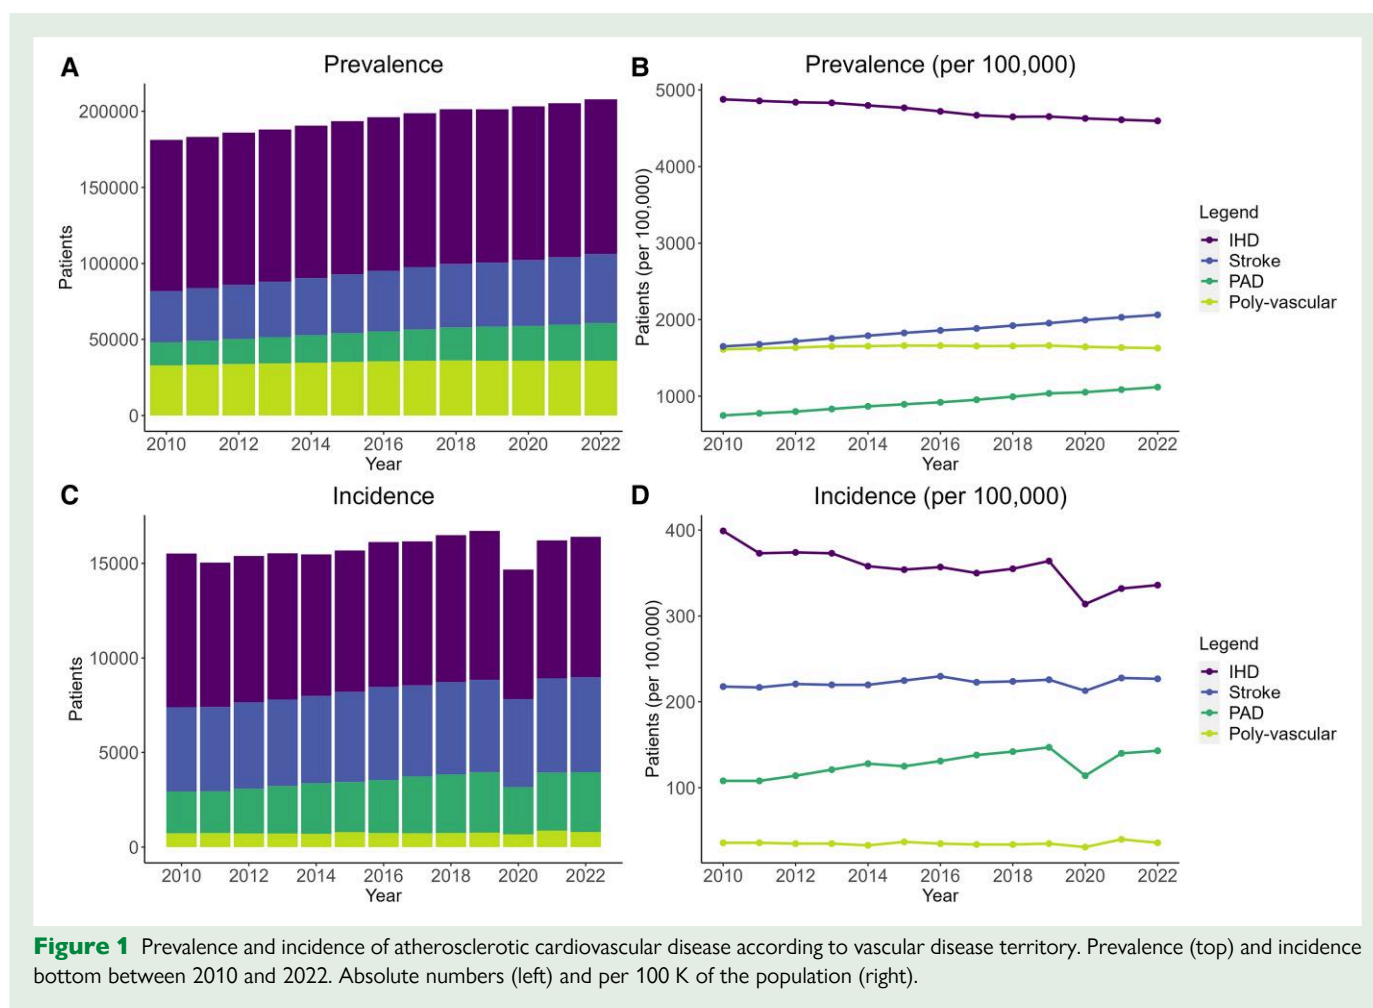 A
Prevalence
200000
150000
100000
50000
0
Patients
2010 2012 2014 2016 2018 2020 2022
Year
B
Prevalence (per 100,000)
5000
4000
3000
2000
1000
Patients (per 100,000)
2010 2012 2014 2016 2018 2020 2022
Year
Legend
IHD
Stroke
PAD
Poly-vascular
C
Incidence
15000
10000
5000
0
Patients
2010 2012 2014 2016 2018 2020 2022
Year
D
Incidence (per 100,000)
400
300
200
100
Patients (per 100,000)
2010 2012 2014 2016 2018 2020 2022
Year
Legend
IHD
Stroke
PAD
Poly-vascular
Figure 1 Prevalence and incidence of atherosclerotic cardiovascular disease according to vascular disease territory. Prevalence (top) and incidence
bottom between 2010 and 2022. Absolute numbers (left) and per 100 K of the population (right).